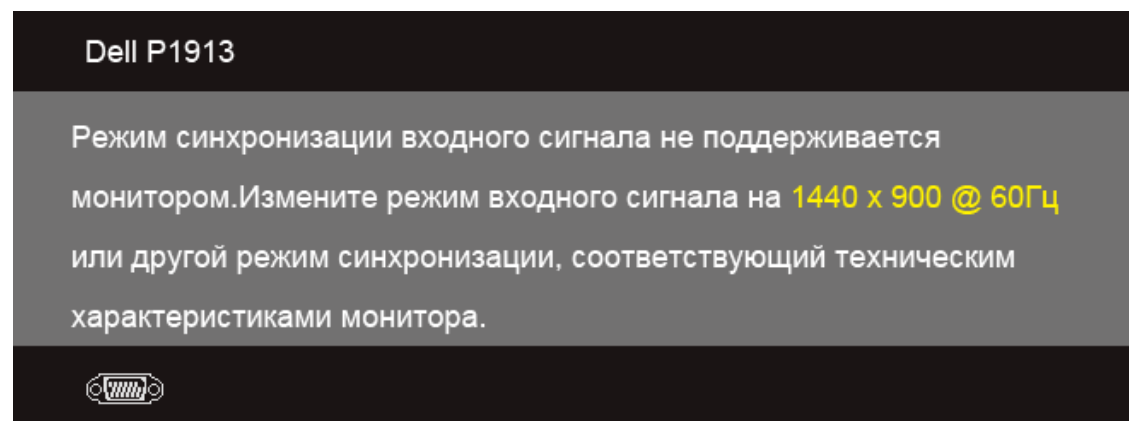 Dell P1913
Режим синхронизации входного сигнала не поддерживается
монитором.Измените режим входного сигнала на 1440 x 900 @ 60Гц
или другой режим синхронизации, соответствующий техническим
характеристиками монитора.